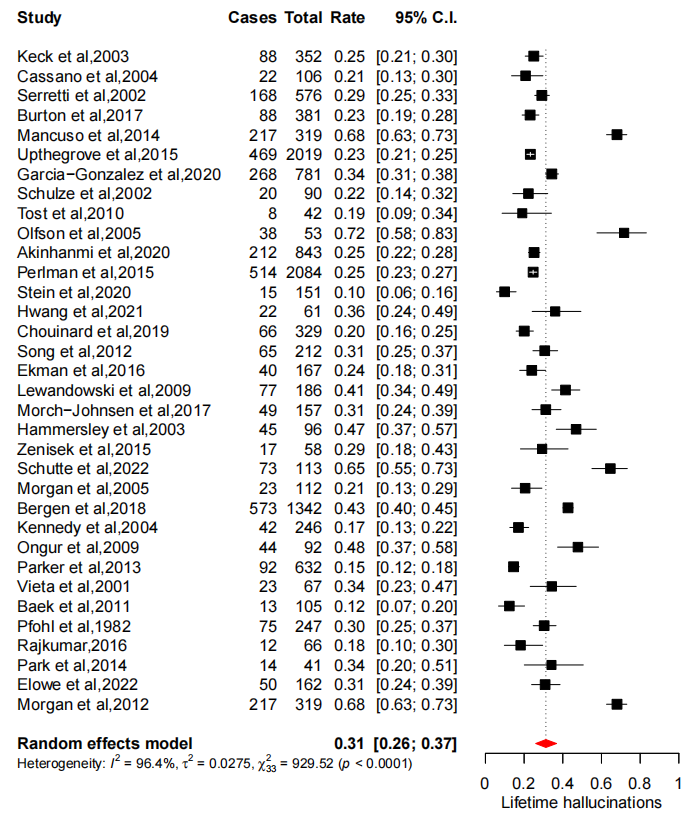 Study Cases Total Rate 95% C.I.
Keck et al,2003 88 352 0.25 [0.21; 0.30]
Cassano et al,2004 22 106 0.21 [0.13; 0.30]
Serretti et al,2002 168 576 0.29 [0.25; 0.33]
Burton et al,2017 88 381 0.23 [0.19; 0.28]
Mancuso et al,2014 217 319 0.68 [0.63; 0.73]
Upthegrove et al,2015 469 2019 0.23 [0.21; 0.25]
Garcia−Gonzalez et al,2020 268 781 0.34 [0.31; 0.38]
Schulze et al,2002 20 90 0.22 [0.14; 0.32]
Tost et al,2010 8 42 0.19 [0.09; 0.34]
Olfson et al,2005 38 53 0.72 [0.58; 0.83]
Akinhanmi et al,2020 212 843 0.25 [0.22; 0.28]
Perlman et al,2015 514 2084 0.25 [0.23; 0.27]
Stein et al,2020 15 151 0.10 [0.06; 0.16]
Hwang et al,2021 22 61 0.36 [0.24; 0.49]
Chouinard et al,2019 66 329 0.20 [0.16; 0.25]
Song et al,2012 65 212 0.31 [0.25; 0.37]
Ekman et al,2016 40 167 0.24 [0.18; 0.31]
Lewandowski et al,2009 77 186 0.41 [0.34; 0.49]
Morch−Johnsen et al,2017 49 157 0.31 [0.24; 0.39]
Hammersley et al,2003 45 96 0.47 [0.37; 0.57]
Zenisek et al,2015 17 58 0.29 [0.18; 0.43]
Schutte et al,2022 73 113 0.65 [0.55; 0.73]
Morgan et al,2005 23 112 0.21 [0.13; 0.29]
Bergen et al,2018 573 1342 0.43 [0.40; 0.45]
Kennedy et al,2004 42 246 0.17 [0.13; 0.22]
Ongur et al,2009 44 92 0.48 [0.37; 0.58]
Parker et al,2013 92 632 0.15 [0.12; 0.18]
Vieta et al,2001 23 67 0.34 [0.23; 0.47]
Baek et al,2011 13 105 0.12 [0.07; 0.20]
Pfohl et al,1982 75 247 0.30 [0.25; 0.37]
Rajkumar,2016 12 66 0.18 [0.10; 0.30]
Park et al,2014 14 41 0.34 [0.20; 0.51]
Elowe et al,2022 50 162 0.31 [0.24; 0.39]
Morgan et al,2012 217 319 0.68 [0.63; 0.73]
Random effects model 0.31 [0.26; 0.37]
Heterogeneity: I² = 96.4%, τ² = 0.0275, χ²₃₃ = 929.52 (p < 0.0001)
0 0.2 0.4 0.6 0.8 1
Lifetime hallucinations